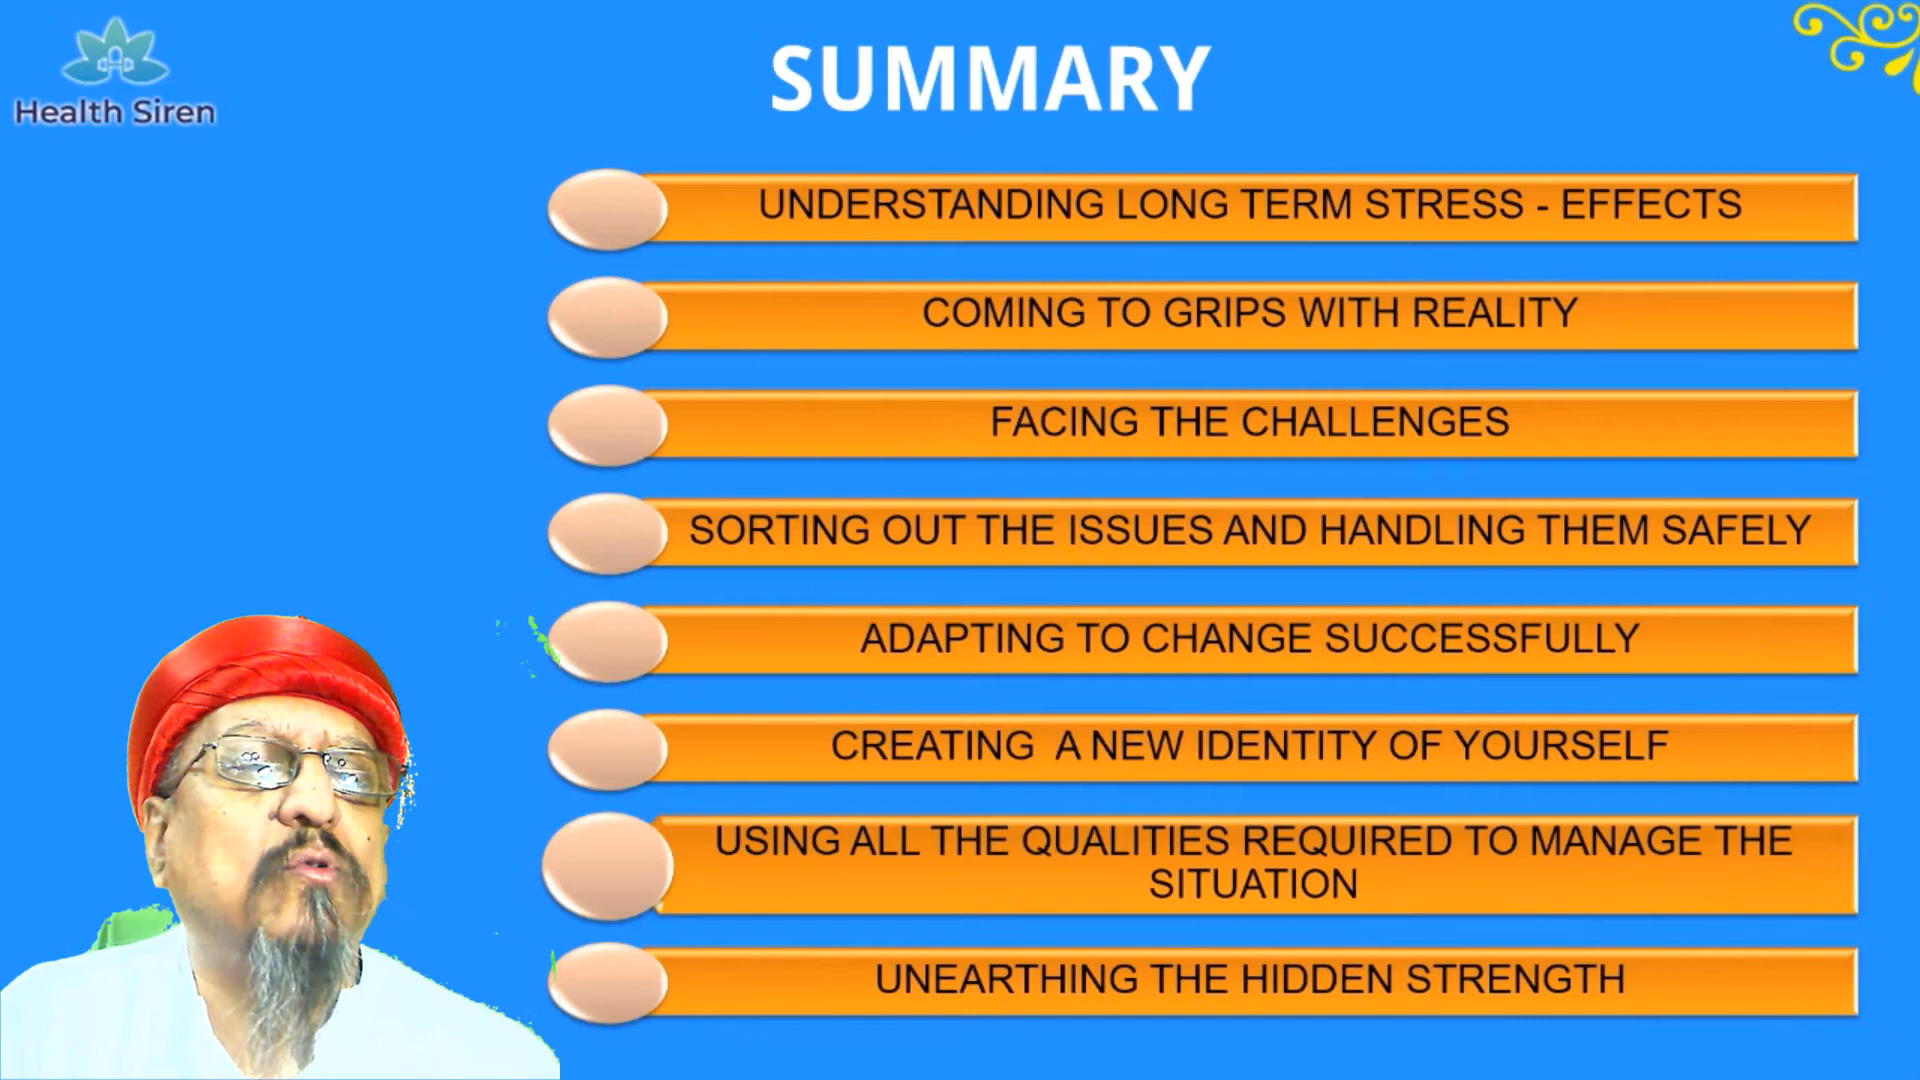 Health Siren
SUMMARY
UNDERSTANDING LONG TERM STRESS - EFFECTS
COMING TO GRIPS WITH REALITY
FACING THE CHALLENGES
SORTING OUT THE ISSUES AND HANDLING THEM SAFELY
ADAPTING TO CHANGE SUCCESSFULLY
CREATING  A NEW IDENTITY OF YOURSELF
USING ALL THE QUALITIES REQUIRED TO MANAGE THE
SITUATION
UNEARTHING THE HIDDEN STRENGTH